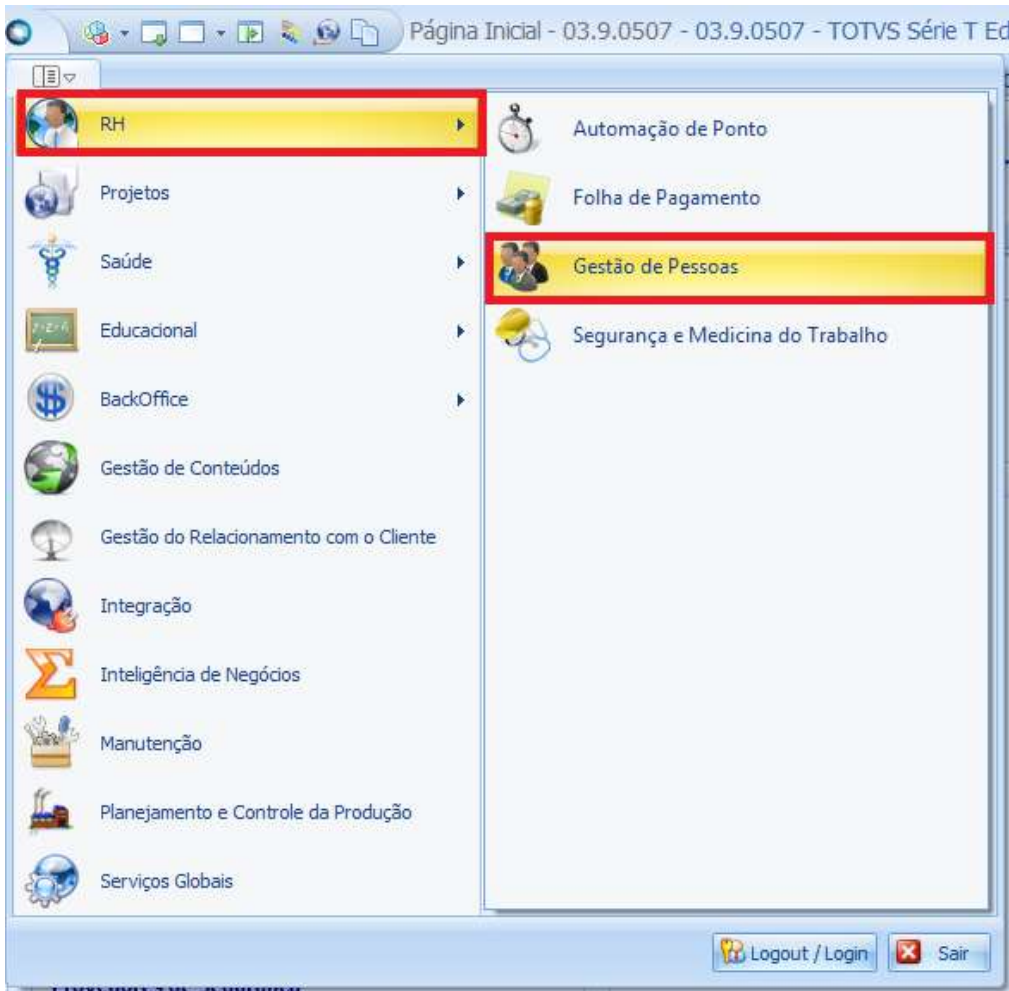 Página Inicial - 03.9.0507 - 03.9.0507 - TOTVS Série T Ed
RH
Projetos
Saúde
Educacional
BackOffice
Gestão de Conteúdos
Gestão do Relacionamento com o Cliente
Integração
Inteligência de Negócios
Manutenção
Planejamento e Controle da Produção
Serviços Globais
Automação de Ponto
Folha de Pagamento
Gestão de Pessoas
Segurança e Medicina do Trabalho
Logout / Login
Sair